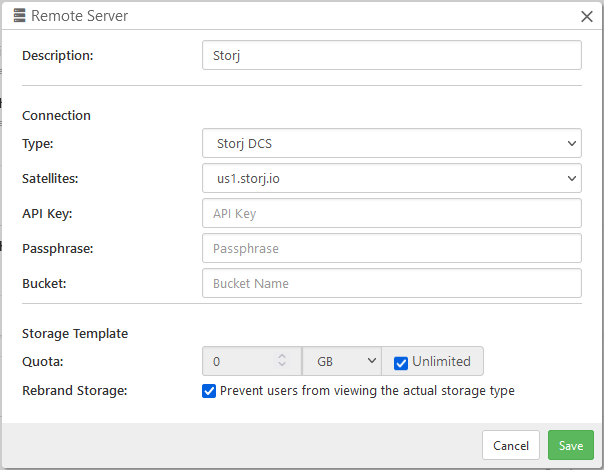 Remote Server
Description: Storj
Connection
Type: Storj DCS
Satellites: us1.storj.io
API Key: API Key
Passphrase: Passphrase
Bucket: Bucket Name
Storage Template
Quota: 0 GB Unlimited
Rebrand Storage: Prevent users from viewing the actual storage type
Cancel Save